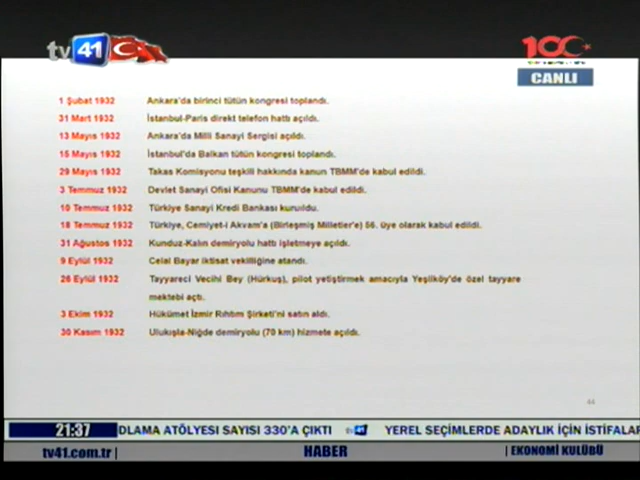 tv 41
100
CANLI
1 Şubat 1932 Ankara'da birinci tütün kongresi toplandı.
31 Mart 1932 İstanbul-Paris direkt telefon hattı açıldı.
13 Mayıs 1932 Ankara'da Milli Sanayi Sergisi açıldı.
15 Mayıs 1932 İstanbul'da Balkan tütün kongresi toplandı.
29 Mayıs 1932 Takas Komisyonu teşkili hakkında kanun TBMM'de kabul edildi.
3 Temmuz 1932 Devlet Sanayi Ofisi Kanunu TBMM'de kabul edildi.
10 Temmuz 1932 Türkiye Sanayi Kredi Bankası kuruldu.
18 Temmuz 1932 Türkiye, Cemiyet-i Akvam'a (Birleşmiş Milletler'e) 56. üye olarak kabul edildi.
31 Ağustos 1932 Kunduz-Kalın demiryolu hattı işletmeye açıldı.
9 Eylül 1932 Celal Bayar iktisat vekilliğine atandı.
26 Eylül 1932 Tayyareci Vecihi Bey (Hürkuş), pilot yetiştirmek amacıyla Yeşilköy'de özel tayyare
mektebi açtı.
3 Ekim 1932 Hükümet İzmir Rıhtım Şirketi'ni satın aldı.
30 Kasım 1932 Ulukışla-Niğde demiryolu (70 km) hizmete açıldı.
44
21:37 DLAMA ATÖLYESİ SAYISI 330'A ÇIKTI tv41 YEREL SEÇİMLERDE ADAYLIK İÇİN İSTİFALAR
tv41.com.tr | HABER | EKONOMİ KULÜBÜ